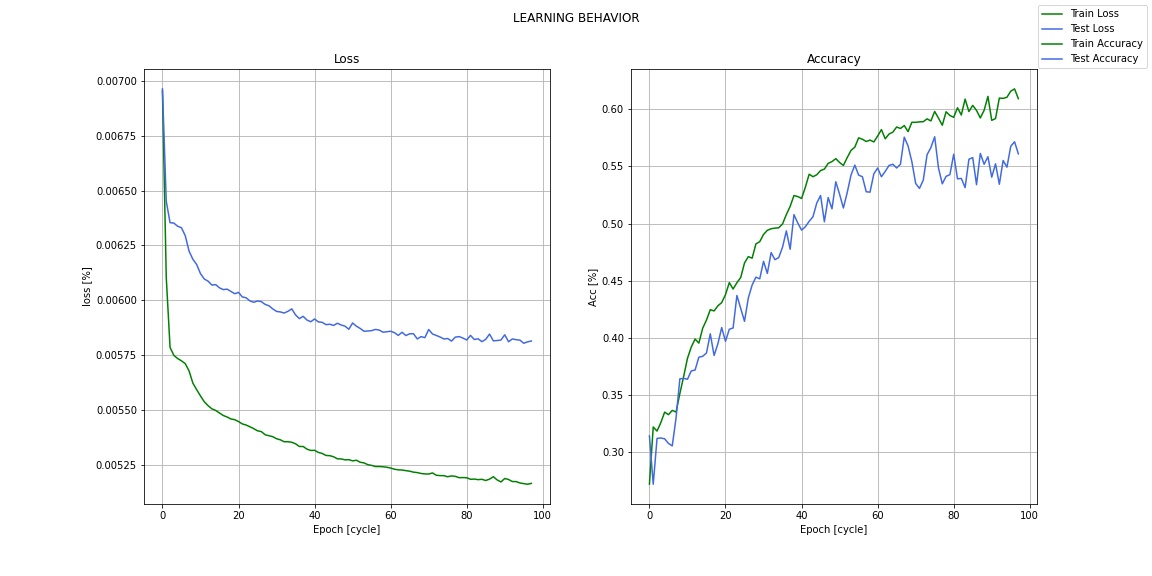 LEARNING BEHAVIOR
Train Loss
Test Loss
Train Accuracy
Test Accuracy
Loss
0.00700
0.00675
0.00650
0.00625
0.00600
0.00575
0.00550
0.00525
loss [%]
0 20 40 60 80 100
Epoch [cycle]
Accuracy
0.60
0.55
0.50
0.45
0.40
0.35
0.30
Acc [%]
0 20 40 60 80 100
Epoch [cycle]